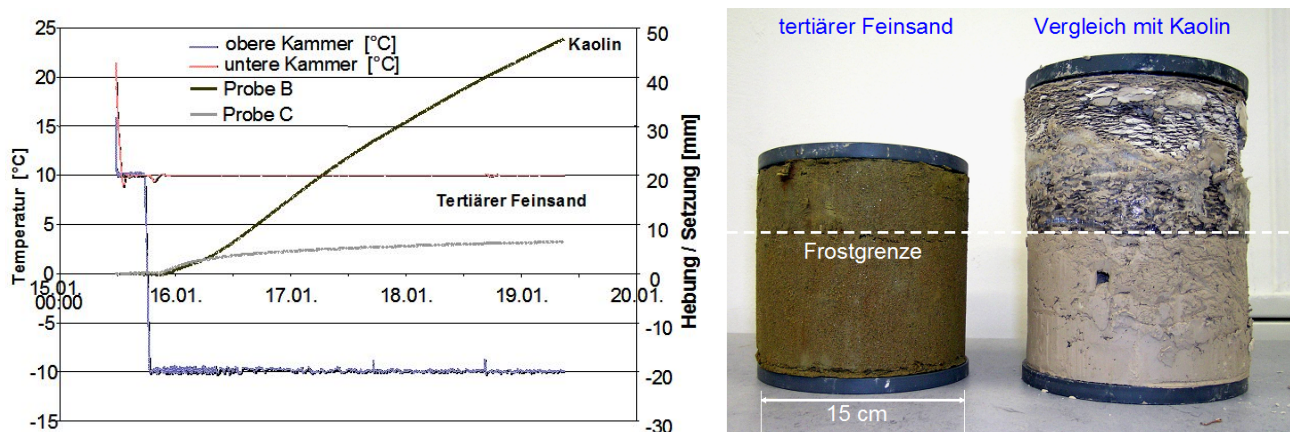 25
20
15
10
5
0
-5
-10
-15
Temperatur [°C]
obere Kammer [°C]
untere Kammer [°C]
Probe B
Probe C
Kaolin
Tertiärer Feinsand
15.01.
00:00
16.01.
17.01.
18.01.
19.01.
20.01.
50
40
30
20
10
0
-10
-20
-30
Hebung / Setzung [mm]
tertiärer Feinsand
Vergleich mit Kaolin
Frostgrenze
15 cm